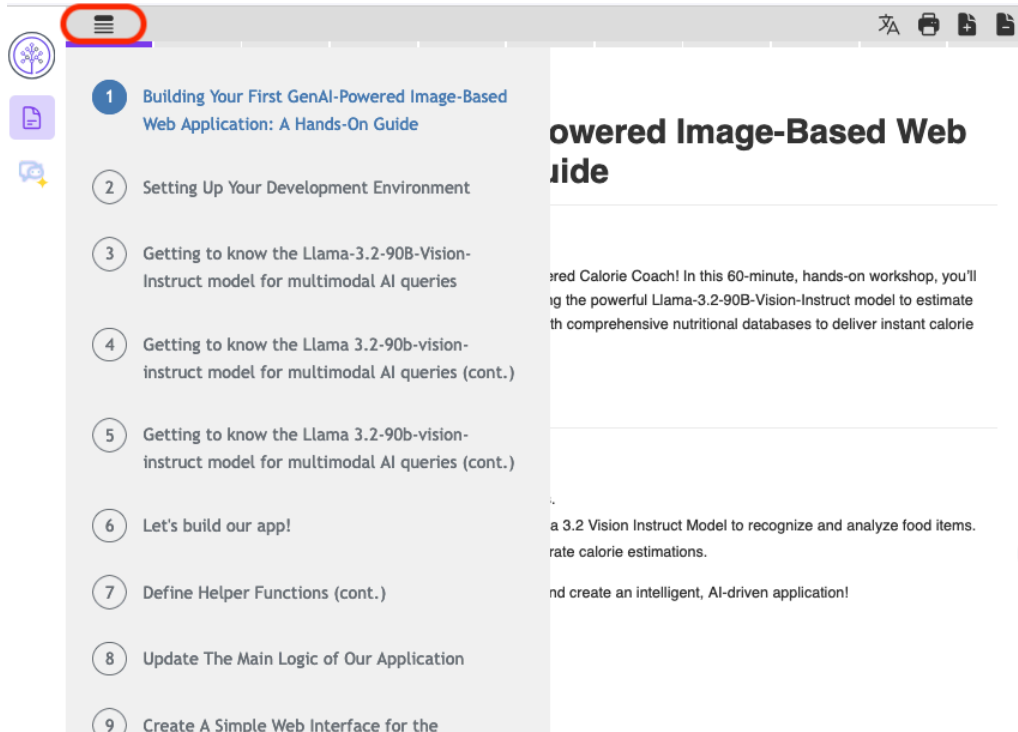 1
Building Your First GenAI-Powered Image-Based
Web Application: A Hands-On Guide
2
Setting Up Your Development Environment
3
Getting to know the Llama-3.2-90B-Vision-
Instruct model for multimodal AI queries
4
Getting to know the Llama 3.2-90b-vision-
instruct model for multimodal AI queries (cont.)
5
Getting to know the Llama 3.2-90b-vision-
instruct model for multimodal AI queries (cont.)
6
Let's build our app!
7
Define Helper Functions (cont.)
8
Update The Main Logic of Our Application
9
Create A Simple Web Interface for the
owered Image-Based Web
uide
ered Calorie Coach! In this 60-minute, hands-on workshop, you'll
the powerful Llama-3.2-90B-Vision-Instruct model to estimate
th comprehensive nutritional databases to deliver instant calorie
a 3.2 Vision Instruct Model to recognize and analyze food items.
rate calorie estimations.
nd create an intelligent, AI-driven application!